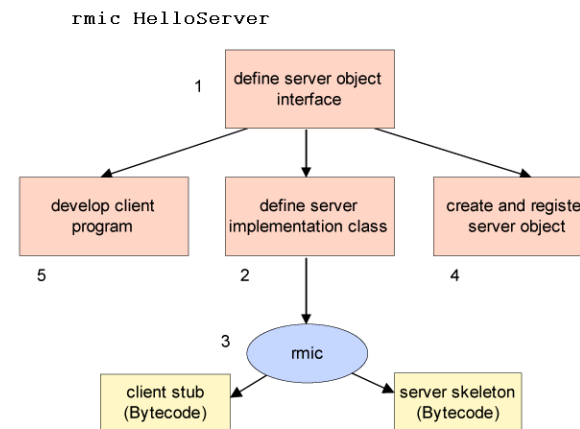 rmic HelloServer
1
define server object
interface
develop client
program
define server
implementation class
create and registe
server object
5
2
4
3
rmic
client stub
(Bytecode)
server skeleton
(Bytecode)